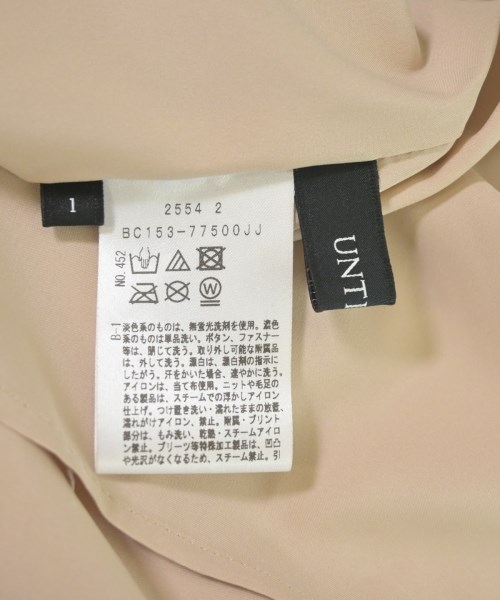 1
2554 2
BC153-77500JJ
NO.452
W
B-1
淡色系のものは、無蛍光洗剤を使用。濃色
系のものは単品洗い。ボタン、ファスナー
等は、閉じて洗う。取り外し可能な附属品
は、外して洗う。漂白は、漂白剤の指示に
したがう。汗をかいた場合、速やかに洗う。
アイロンは、当て布使用。ニットや毛足の
ある製品は、スチームでの浮かしアイロン
仕上げ。つけ置き洗い・濡れたままの放置、
濡れがけアイロン、禁止。附属・プリント
部分は、もみ洗い、乾熱・スチームアイロ
ン禁止。プリーツ等特殊加工製品は、凹凸
や光沢がなくなるため、スチーム禁止。引
UNTI